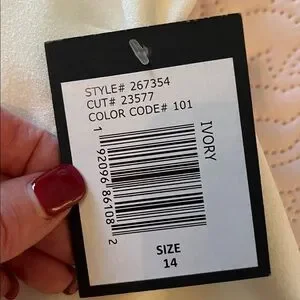 STYLE# 267354
CUT# 23577
COLOR CODE# 101
IVORY
1 92096 86108 2
SIZE
14